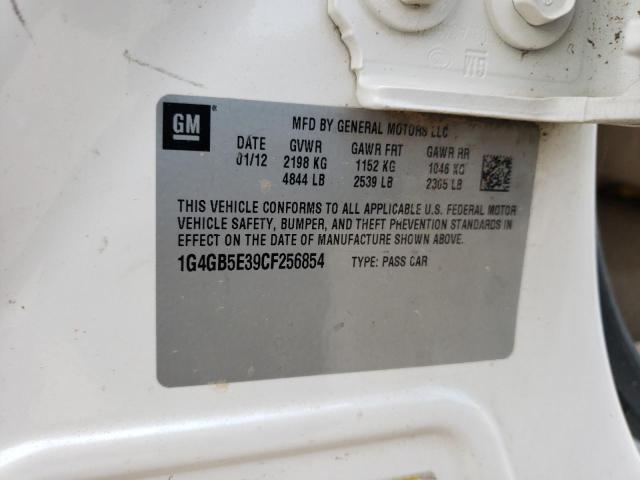 GM
MFD BY GENERAL MOTORS LLC
DATE GVWR GAWR FRT GAWR RR
01/12 2198 KG 1152 KG 1046 KG
4844 LB 2539 LB 2305 LB
THIS VEHICLE CONFORMS TO ALL APPLICABLE U.S. FEDERAL MOTOR
VEHICLE SAFETY, BUMPER, AND THEFT PREVENTION STANDARDS IN
EFFECT ON THE DATE OF MANUFACTURE SHOWN ABOVE.
1G4GB5E39CF256854 TYPE: PASS CAR